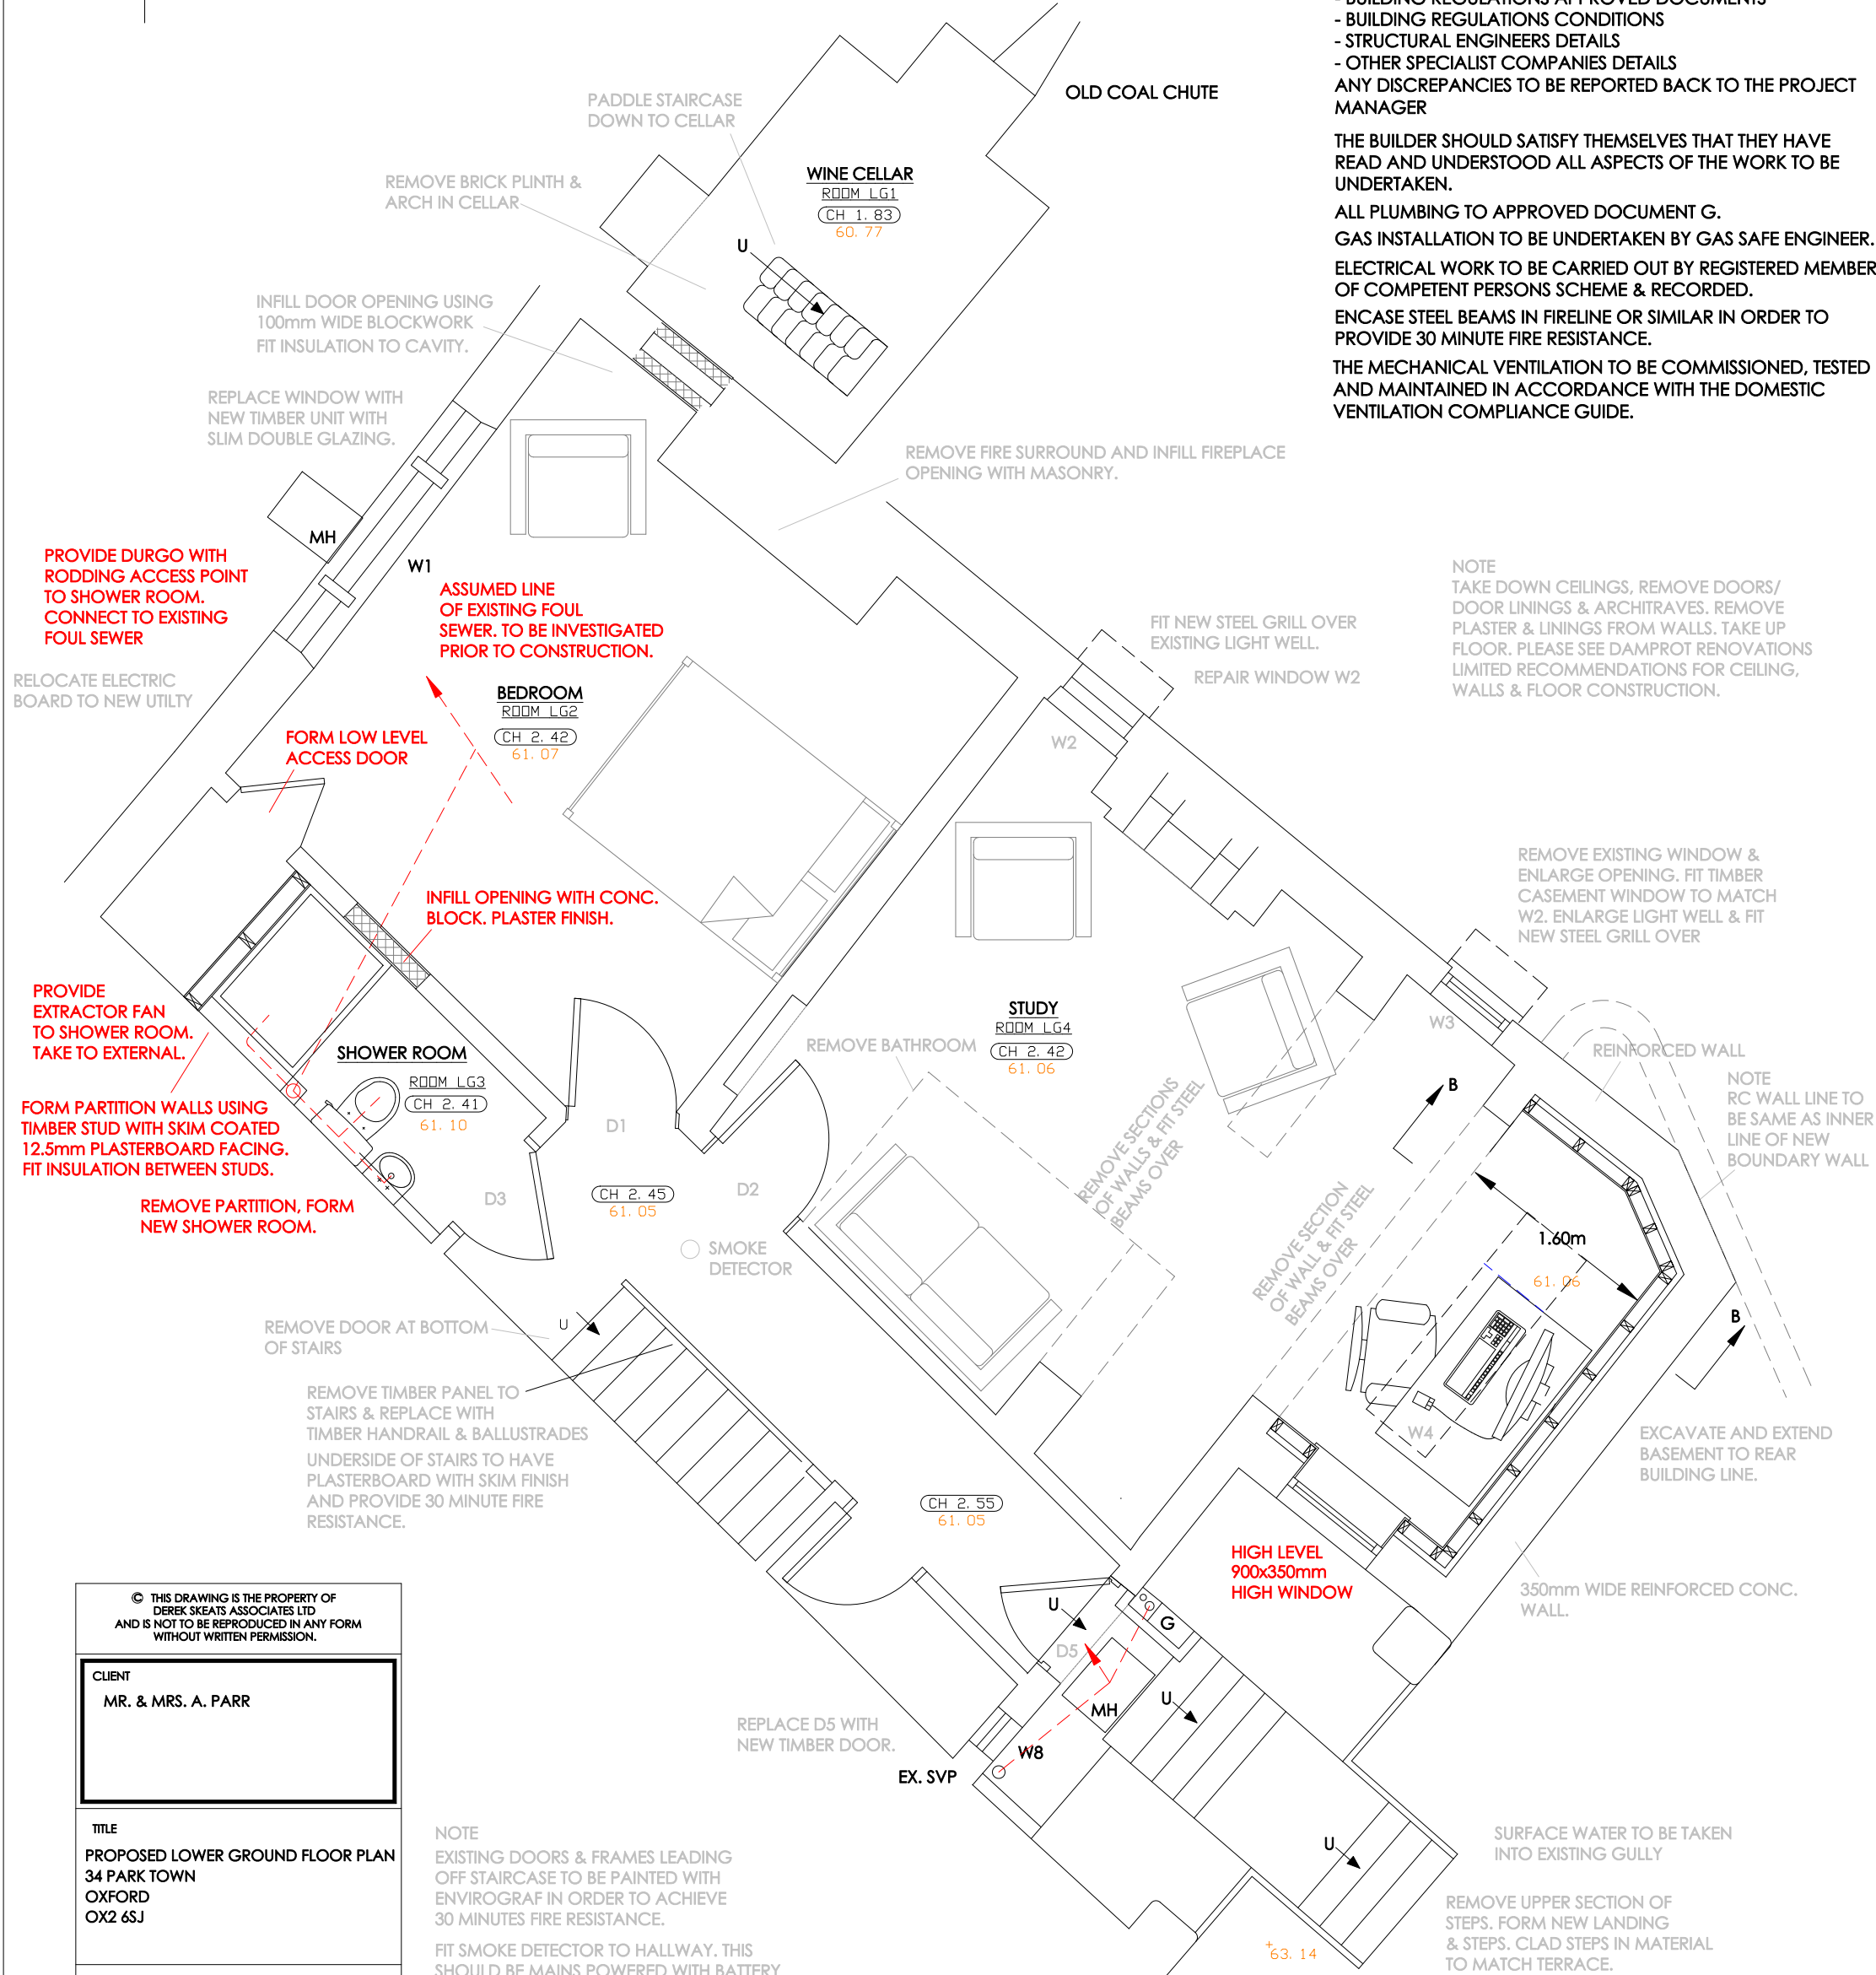 - BUILDING REGULATIONS APPROVED DOCUMENTS
- BUILDING REGULATIONS CONDITIONS
- STRUCTURAL ENGINEERS DETAILS
- OTHER SPECIALIST COMPANIES DETAILS
ANY DISCREPANCIES TO BE REPORTED BACK TO THE PROJECT
MANAGER
THE BUILDER SHOULD SATISFY THEMSELVES THAT THEY HAVE
READ AND UNDERSTOOD ALL ASPECTS OF THE WORK TO BE
UNDERTAKEN.
ALL PLUMBING TO APPROVED DOCUMENT G.
GAS INSTALLATION TO BE UNDERTAKEN BY GAS SAFE ENGINEER.
ELECTRICAL WORK TO BE CARRIED OUT BY REGISTERED MEMBER
OF COMPETENT PERSONS SCHEME & RECORDED.
ENCASE STEEL BEAMS IN FIRELINE OR SIMILAR IN ORDER TO
PROVIDE 30 MINUTE FIRE RESISTANCE.
THE MECHANICAL VENTILATION TO BE COMMISSIONED, TESTED
AND MAINTAINED IN ACCORDANCE WITH THE DOMESTIC
VENTILATION COMPLIANCE GUIDE.
OLD COAL CHUTE
PADDLE STAIRCASE
DOWN TO CELLAR
REMOVE BRICK PLINTH &
ARCH IN CELLAR
WINE CELLAR
ROOM LG1
CH 1.83
60.77
U
INFILL DOOR OPENING USING
100mm WIDE BLOCKWORK
FIT INSULATION TO CAVITY.
REPLACE WINDOW WITH
NEW TIMBER UNIT WITH
SLIM DOUBLE GLAZING.
REMOVE FIRE SURROUND AND INFILL FIREPLACE
OPENING WITH MASONRY.
MH
W1
PROVIDE DURGO WITH
RODDING ACCESS POINT
TO SHOWER ROOM.
CONNECT TO EXISTING
FOUL SEWER
ASSUMED LINE
OF EXISTING FOUL
SEWER. TO BE INVESTIGATED
PRIOR TO CONSTRUCTION.
NOTE
TAKE DOWN CEILINGS, REMOVE DOORS/
DOOR LININGS & ARCHITRAVES. REMOVE
PLASTER & LININGS FROM WALLS. TAKE UP
FLOOR. PLEASE SEE DAMPROT RENOVATIONS
LIMITED RECOMMENDATIONS FOR CEILING,
WALLS & FLOOR CONSTRUCTION.
FIT NEW STEEL GRILL OVER
EXISTING LIGHT WELL.
REPAIR WINDOW W2
RELOCATE ELECTRIC
BOARD TO NEW UTILTY
BEDROOM
ROOM LG2
CH 2.42
61.07
W2
FORM LOW LEVEL
ACCESS DOOR
INFILL OPENING WITH CONC.
BLOCK. PLASTER FINISH.
REMOVE EXISTING WINDOW &
ENLARGE OPENING. FIT TIMBER
CASEMENT WINDOW TO MATCH
W2. ENLARGE LIGHT WELL & FIT
NEW STEEL GRILL OVER
PROVIDE
EXTRACTOR FAN
TO SHOWER ROOM.
TAKE TO EXTERNAL.
STUDY
ROOM LG4
CH 2.42
61.06
W3
REMOVE BATHROOM
REINFORCED WALL
SHOWER ROOM
ROOM LG3
CH 2.41
61.10
NOTE
RC WALL LINE TO
BE SAME AS INNER
LINE OF NEW
BOUNDARY WALL
B
FORM PARTITION WALLS USING
TIMBER STUD WITH SKIM COATED
12.5mm PLASTERBOARD FACING.
FIT INSULATION BETWEEN STUDS.
D1
REMOVE SECTIONS
OF WALLS & FIT STEEL
BEAMS OVER
REMOVE PARTITION, FORM
NEW SHOWER ROOM.
D3
CH 2.45
61.05
D2
REMOVE SECTION
OF WALL & FIT STEEL
BEAMS OVER
1.60m
61.06
SMOKE
DETECTOR
B
REMOVE DOOR AT BOTTOM
OF STAIRS
U
REMOVE TIMBER PANEL TO
STAIRS & REPLACE WITH
TIMBER HANDRAIL & BALLUSTRADES
UNDERSIDE OF STAIRS TO HAVE
PLASTERBOARD WITH SKIM FINISH
AND PROVIDE 30 MINUTE FIRE
RESISTANCE.
W4
EXCAVATE AND EXTEND
BASEMENT TO REAR
BUILDING LINE.
CH 2.55
61.05
HIGH LEVEL
900x350mm
HIGH WINDOW
350mm WIDE REINFORCED CONC.
WALL.
© THIS DRAWING IS THE PROPERTY OF
DEREK SKEATS ASSOCIATES LTD
AND IS NOT TO BE REPRODUCED IN ANY FORM
WITHOUT WRITTEN PERMISSION.
CLIENT
MR. & MRS. A. PARR
U
G
D5
MH
U
REPLACE D5 WITH
NEW TIMBER DOOR.
W8
EX. SVP
TITLE
PROPOSED LOWER GROUND FLOOR PLAN
34 PARK TOWN
OXFORD
OX2 6SJ
NOTE
EXISTING DOORS & FRAMES LEADING
OFF STAIRCASE TO BE PAINTED WITH
ENVIROGRAF IN ORDER TO ACHIEVE
30 MINUTES FIRE RESISTANCE.
FIT SMOKE DETECTOR TO HALLWAY. THIS
SHOULD BE MAINS POWERED WITH BATTERY
U
SURFACE WATER TO BE TAKEN
INTO EXISTING GULLY
REMOVE UPPER SECTION OF
STEPS. FORM NEW LANDING
& STEPS. CLAD STEPS IN MATERIAL
TO MATCH TERRACE.
+63.14